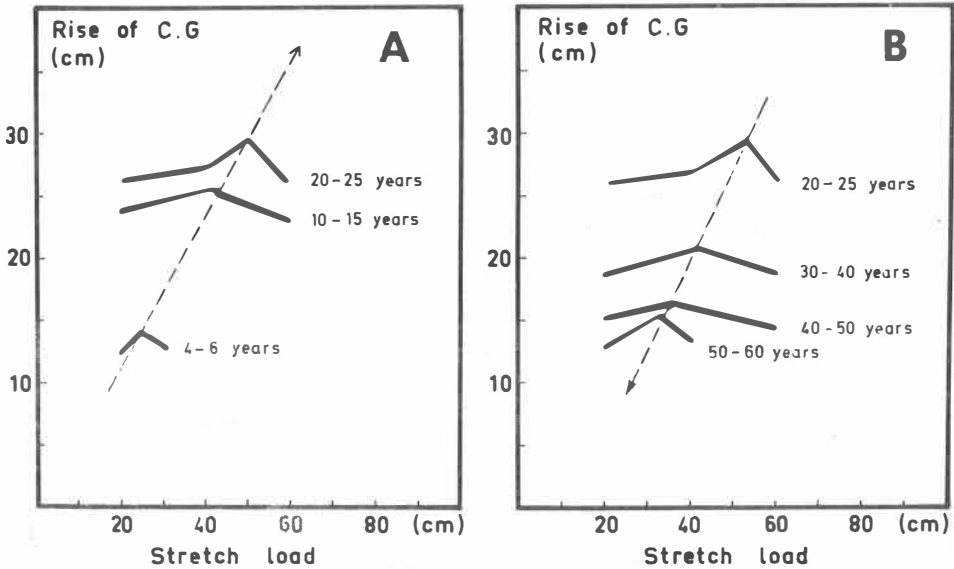 Rise of C.G
(cm)
A
30
20
10
20-25 years
10-15 years
4-6 years
20 40 60 80 (cm)
Stretch load
Rise of C.G
(cm)
B
30
20
10
20-25 years
30-40 years
40-50 years
50-60 years
20 40 60 80 (cm)
Stretch load